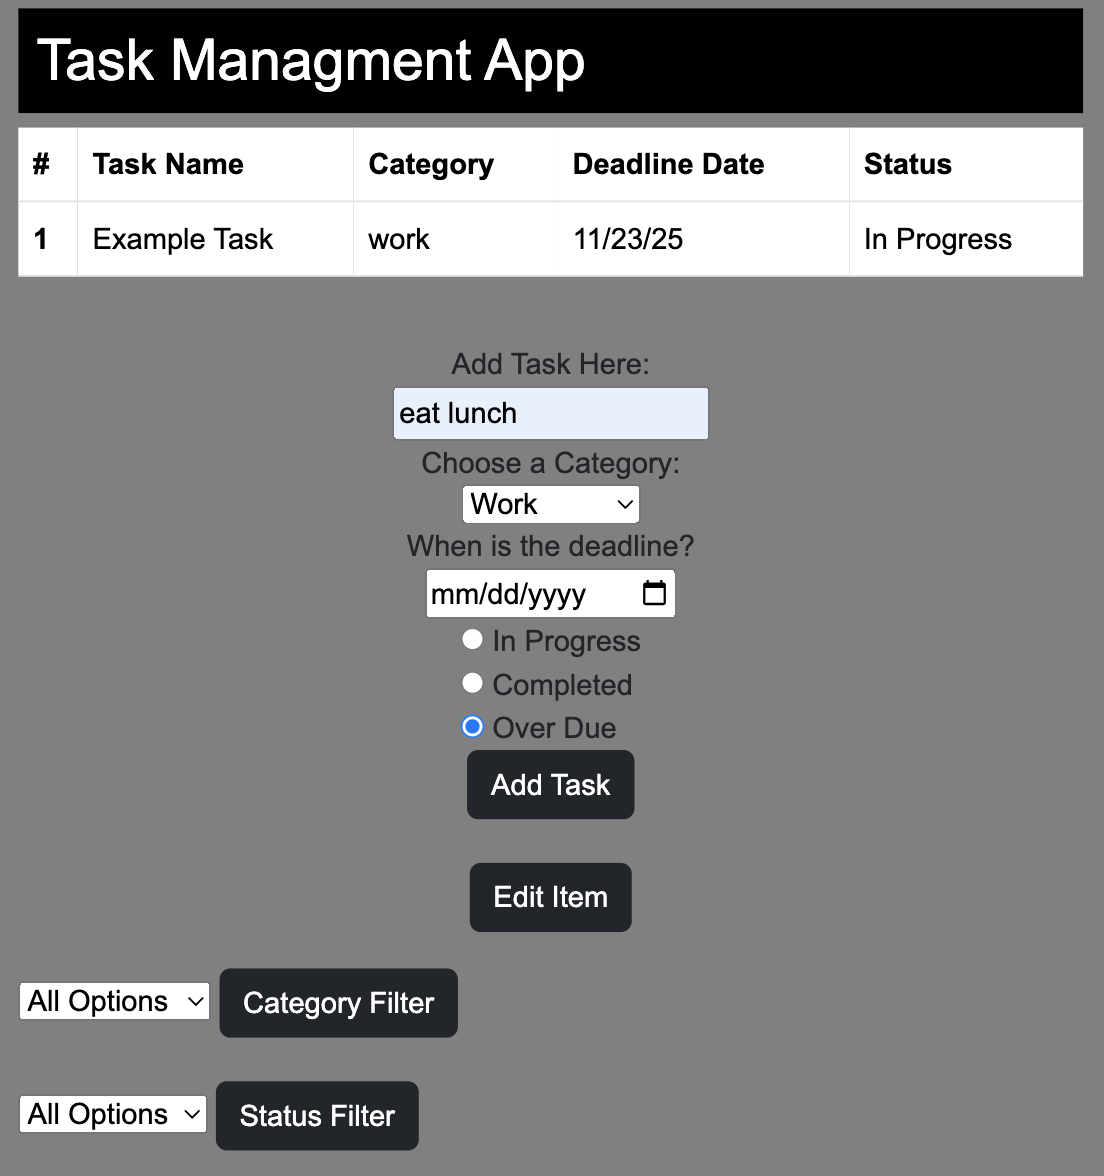 Task Managment App
# Task Name Category Deadline Date Status
1 Example Task work 11/23/25 In Progress
Add Task Here:
eat lunch
Choose a Category:
Work
When is the deadline?
mm/dd/yyyy
In Progress
Completed
Over Due
Add Task
Edit Item
All Options Category Filter
All Options Status Filter